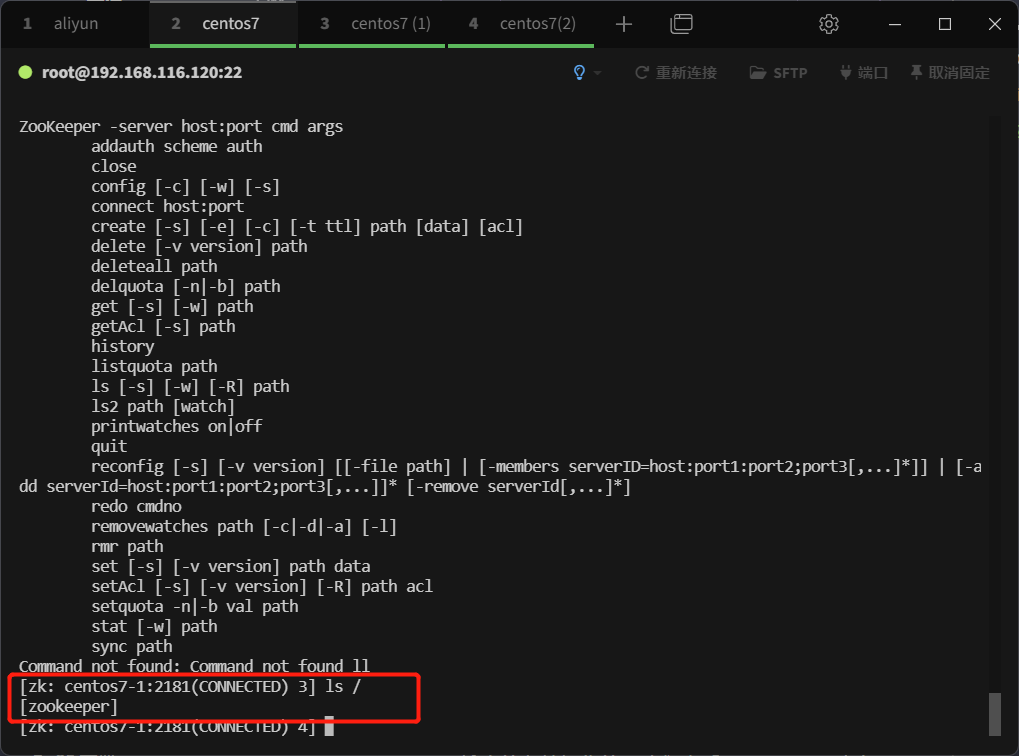 1 aliyun 2 centos7 3 centos7 (1) 4 centos7(2)
root@192.168.116.120:22 重新连接 SFTP 端口 取消固定
ZooKeeper -server host:port cmd args
addauth scheme auth
close
config [-c] [-w] [-s]
connect host:port
create [-s] [-e] [-c] [-t ttl] path [data] [acl]
delete [-v version] path
deleteall path
delquota [-n|-b] path
get [-s] [-w] path
getAcl [-s] path
history
listquota path
ls [-s] [-w] [-R] path
ls2 path [watch]
printwatches on|off
quit
reconfig [-s] [-v version] [[-file path] | [-members serverID=host:port1:port2;port3[,...]*]] | [-a
dd serverId=host:port1:port2;port3[,...]]* [-remove serverId[,...]*]
redo cmdno
removewatches path [-c|-d|-a] [-l]
rmr path
set [-s] [-v version] path data
setAcl [-s] [-v version] [-R] path acl
setquota -n|-b val path
stat [-w] path
sync path
Command not found: Command not found ll
[zk: centos7-1:2181(CONNECTED) 3] ls /
[zookeeper]
[zk: centos7-1:2181(CONNECTED) 4]